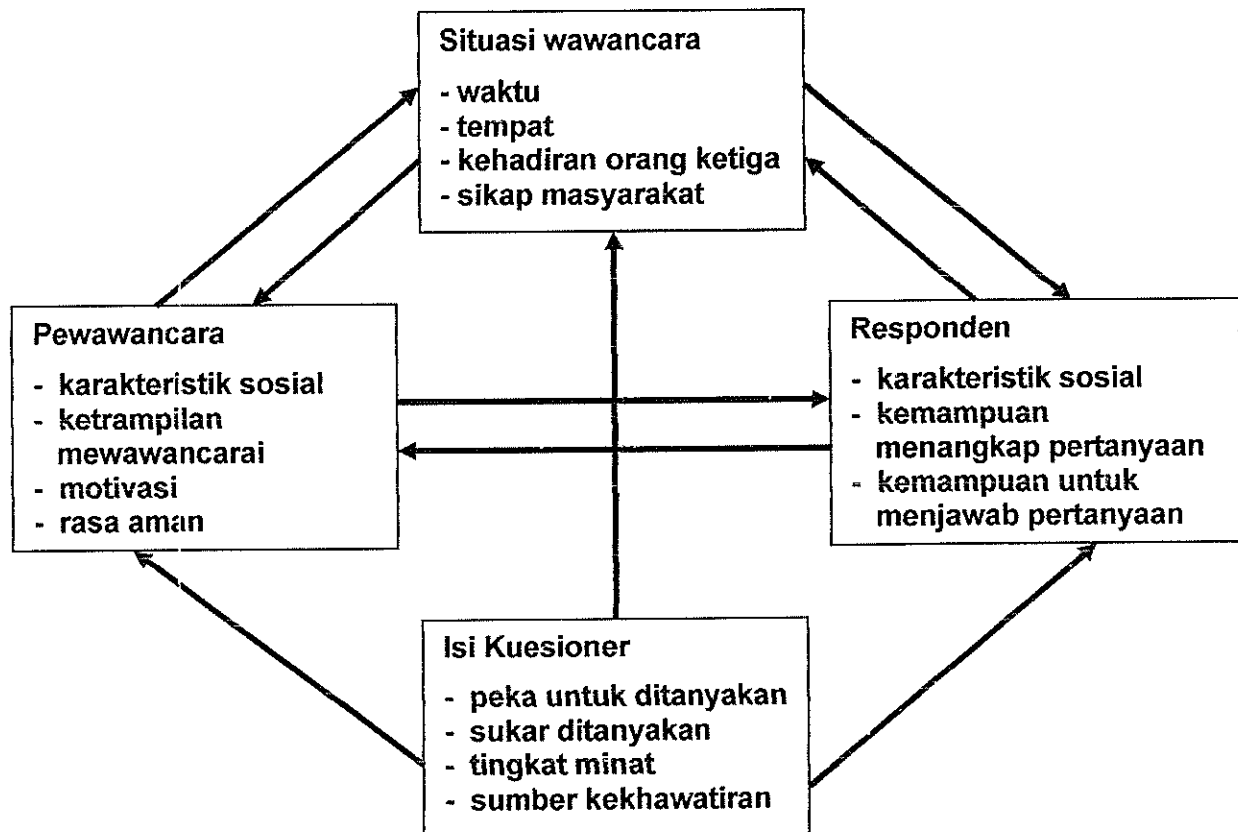 Situasi wawancara
- waktu
- tempat
- kehadiran orang ketiga
- sikap masyarakat
Pewawancara
- karakteristik sosial
- ketrampilan
mewawancarai
- motivasi
- rasa aman
Responden
- karakteristik sosial
- kemampuan
menangkap pertanyaan
- kemampuan untuk
menjawab pertanyaan
Isi Kuesioner
- peka untuk ditanyakan
- sukar ditanyakan
- tingkat minat
- sumber kekhawatiran